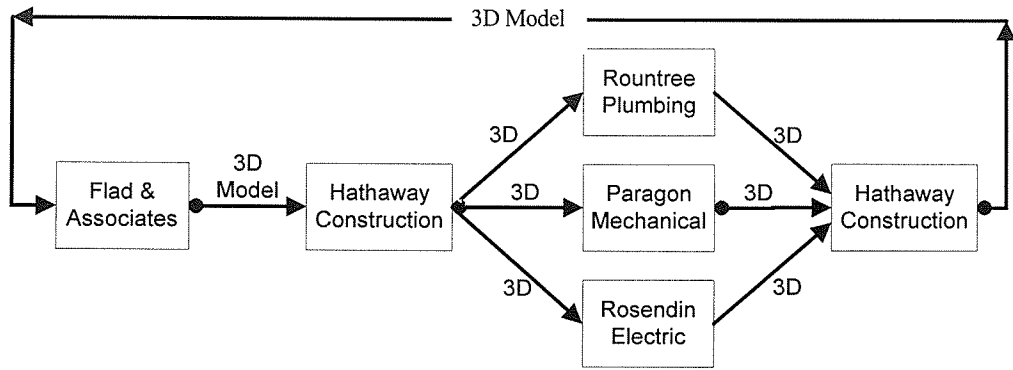 3D Model
Rountree
Plumbing
3D
3D
3D
Model
Flad &
Associates
Hathaway
Construction
3D
Paragon
Mechanical
3D
Hathaway
Construction
3D
3D
Rosendin
Electric